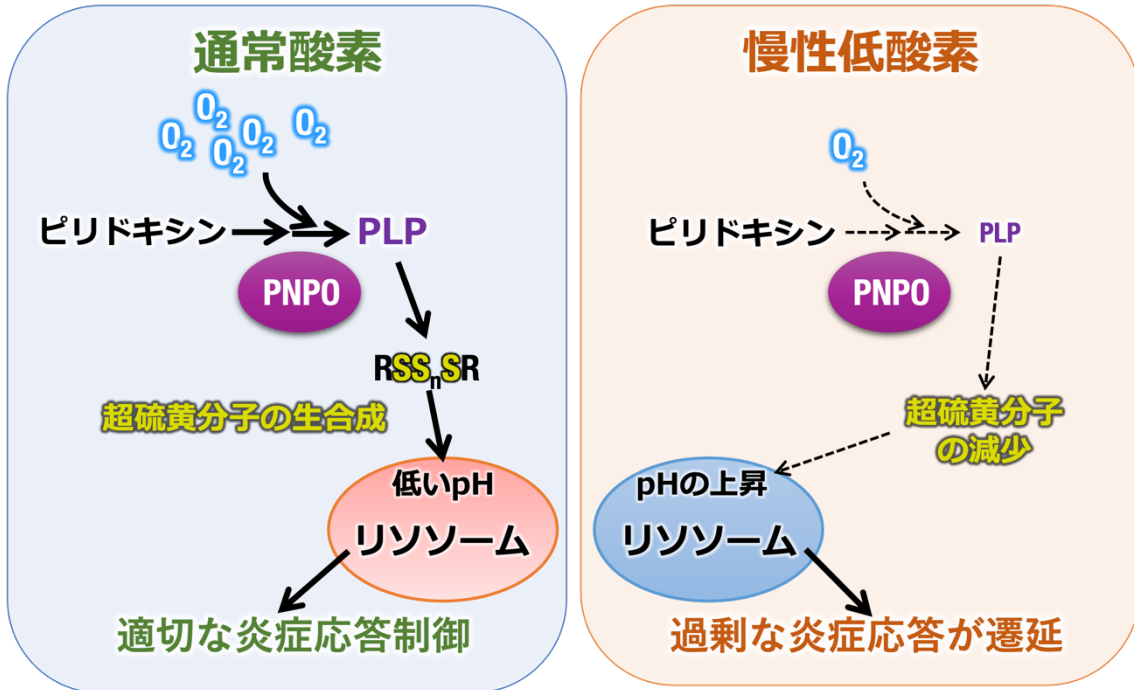 通常酸素
O2
O2
O2
O2
O2
ピリドキシン
PLP
PNPO
RSSnSR
超硫黄分子の生合成
低いpH
リソソーム
適切な炎症応答制御
慢性低酸素
O2
ピリドキシン
PLP
PNPO
超硫黄分子
の減少
pHの上昇
リソソーム
過剰な炎症応答が遷延